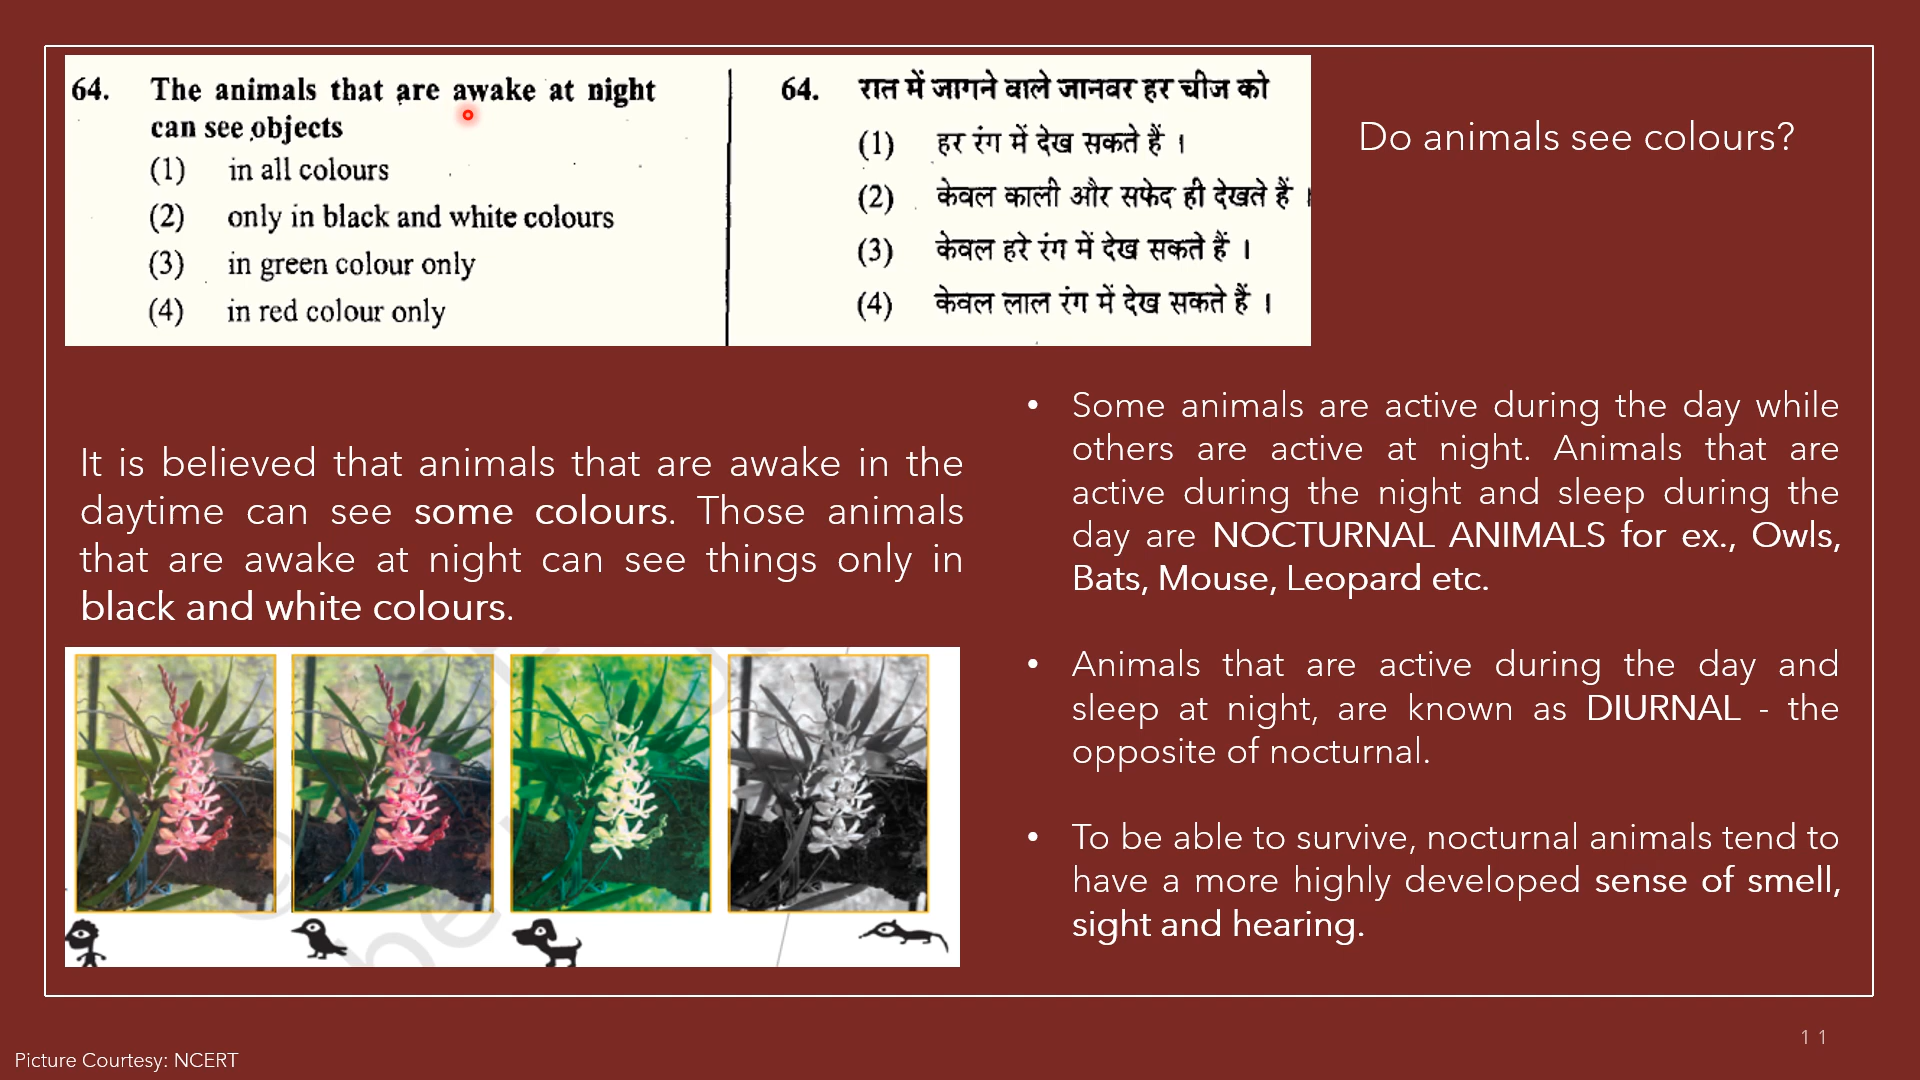 64. The animals that are awake at night
can see objects
(1) in all colours
(2) only in black and white colours
(3) in green colour only
(4) in red colour only
64. रात में जागने वाले जानवर हर चीज को
(1) हर रंग में देख सकते हैं ।
(2) केवल काली और सफेद ही देखते हैं ।
(3) केवल हरे रंग में देख सकते हैं ।
(4) केवल लाल रंग में देख सकते हैं ।
Do animals see colours?
It is believed that animals that are awake in the
daytime can see some colours. Those animals
that are awake at night can see things only in
black and white colours.
• Some animals are active during the day while
others are active at night. Animals that are
active during the night and sleep during the
day are NOCTURNAL ANIMALS for ex., Owls,
Bats, Mouse, Leopard etc.
• Animals that are active during the day and
sleep at night, are known as DIURNAL - the
opposite of nocturnal.
• To be able to survive, nocturnal animals tend to
have a more highly developed sense of smell,
sight and hearing.
11
Picture Courtesy: NCERT